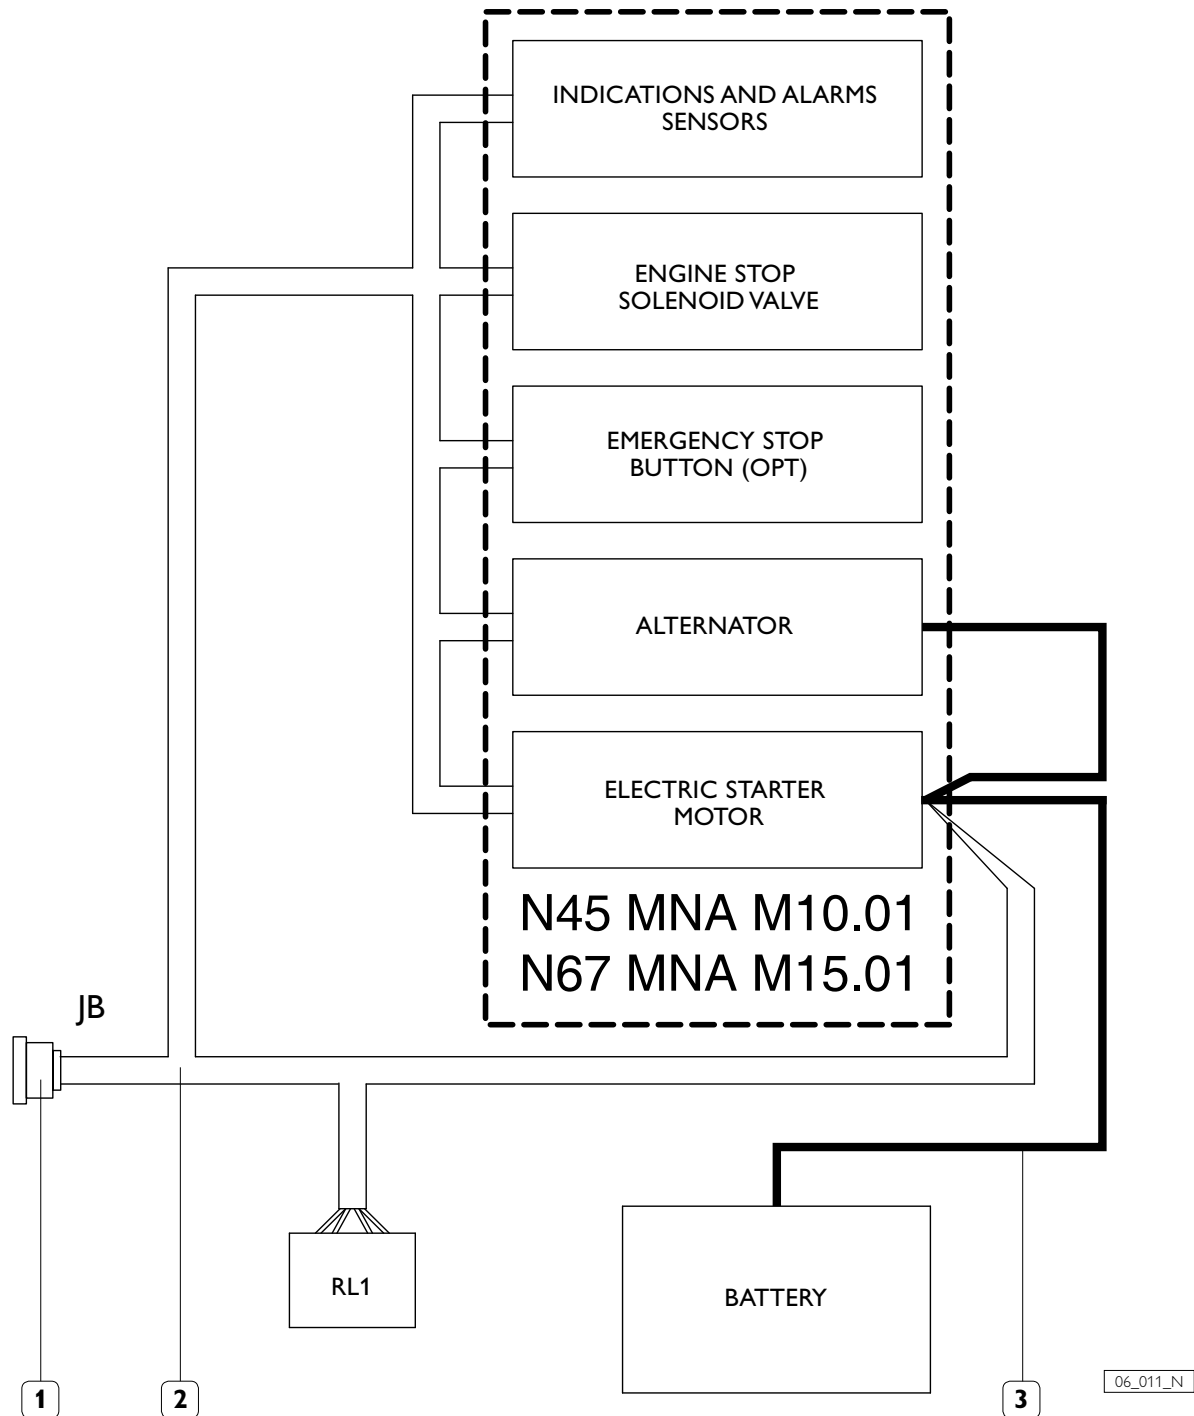 INDICATIONS AND ALARMS
SENSORS
ENGINE STOP
SOLENOID VALVE
EMERGENCY STOP
BUTTON (OPT)
ALTERNATOR
ELECTRIC STARTER
MOTOR
N45 MNA M10.01
N67 MNA M15.01
JB
RL1
BATTERY
1
2
3
06_011_N